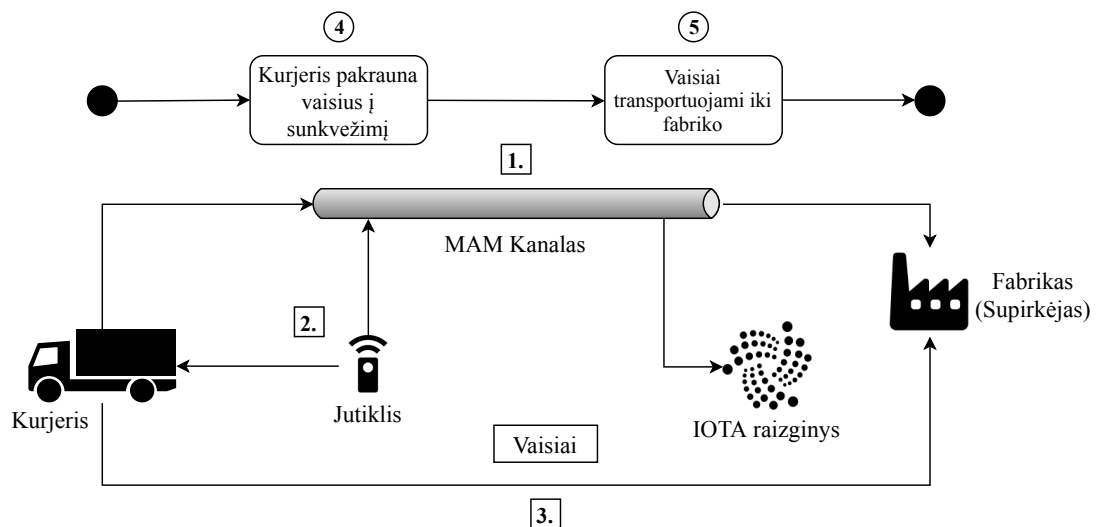 4
5
Kurjeris pakrauna
vaisius į
sunkvežimį
Vaisiai
transportuojami iki
fabriko
1.
MAM Kanalas
Fabrikas
(Supirkėjas)
2.
Kurjeris
Jutiklis
IOTA raizginys
Vaisiai
3.